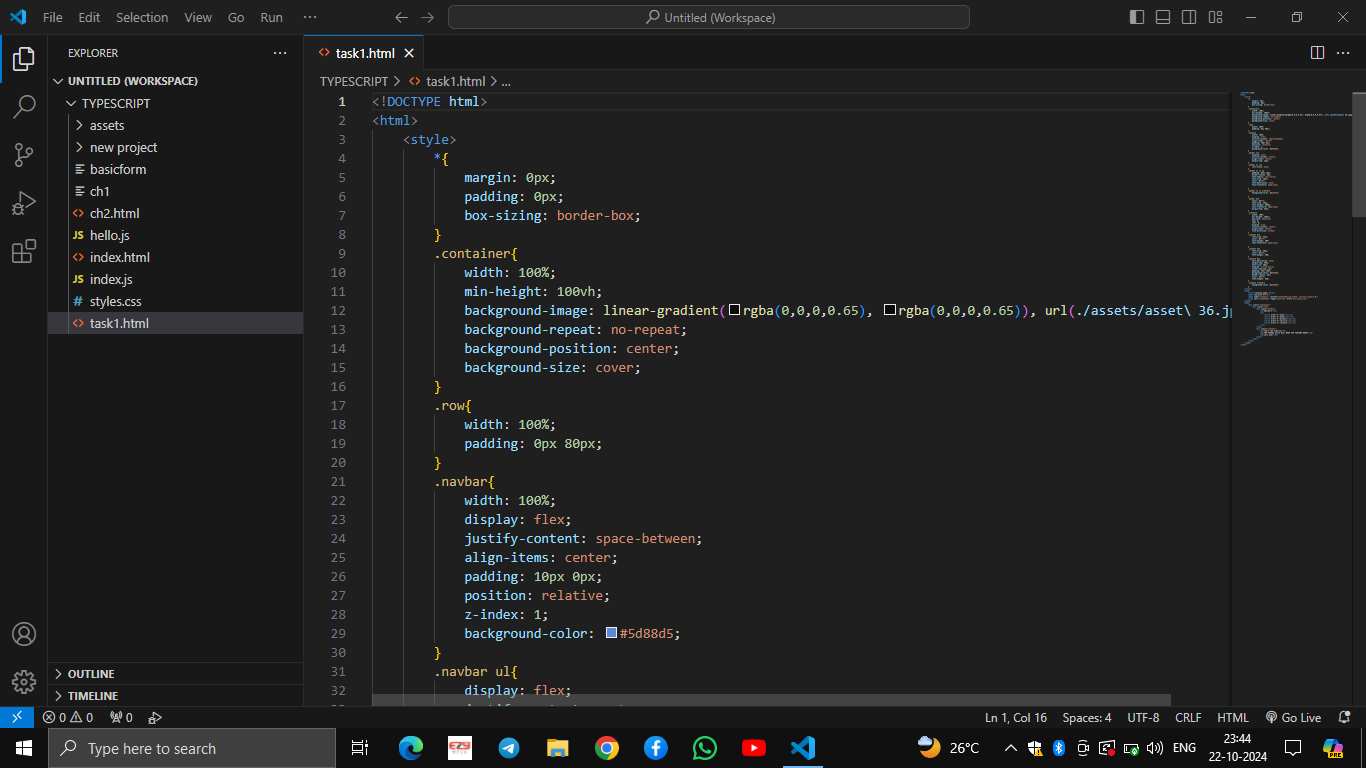 File Edit Selection View Go Run ··· Untitled (Workspace)
EXPLORER ···
UNTITLED (WORKSPACE)
TYPESCRIPT
assets
new project
basicform
ch1
ch2.html
JS hello.js
index.html
JS index.js
# styles.css
task1.html
OUTLINE
TIMELINE
task1.html
TYPESCRIPT > task1.html > ...
1 <!DOCTYPE html>
2 <html>
3 <style>
4 *{
5 margin: 0px;
6 padding: 0px;
7 box-sizing: border-box;
8 }
9 .container{
10 width: 100%;
11 min-height: 100vh;
12 background-image: linear-gradient(rgba(0,0,0,0.65), rgba(0,0,0,0.65)), url(./assets/asset\ 36.jp
13 background-repeat: no-repeat;
14 background-position: center;
15 background-size: cover;
16 }
17 .row{
18 width: 100%;
19 padding: 0px 80px;
20 }
21 .navbar{
22 width: 100%;
23 display: flex;
24 justify-content: space-between;
25 align-items: center;
26 padding: 10px 0px;
27 position: relative;
28 z-index: 1;
29 background-color: #5d88d5;
30 }
31 .navbar ul{
32 display: flex;
0 0 0 Ln 1, Col 16 Spaces: 4 UTF-8 CRLF HTML Go Live
Type here to search 26°C ENG 23:44
22-10-2024
PRE